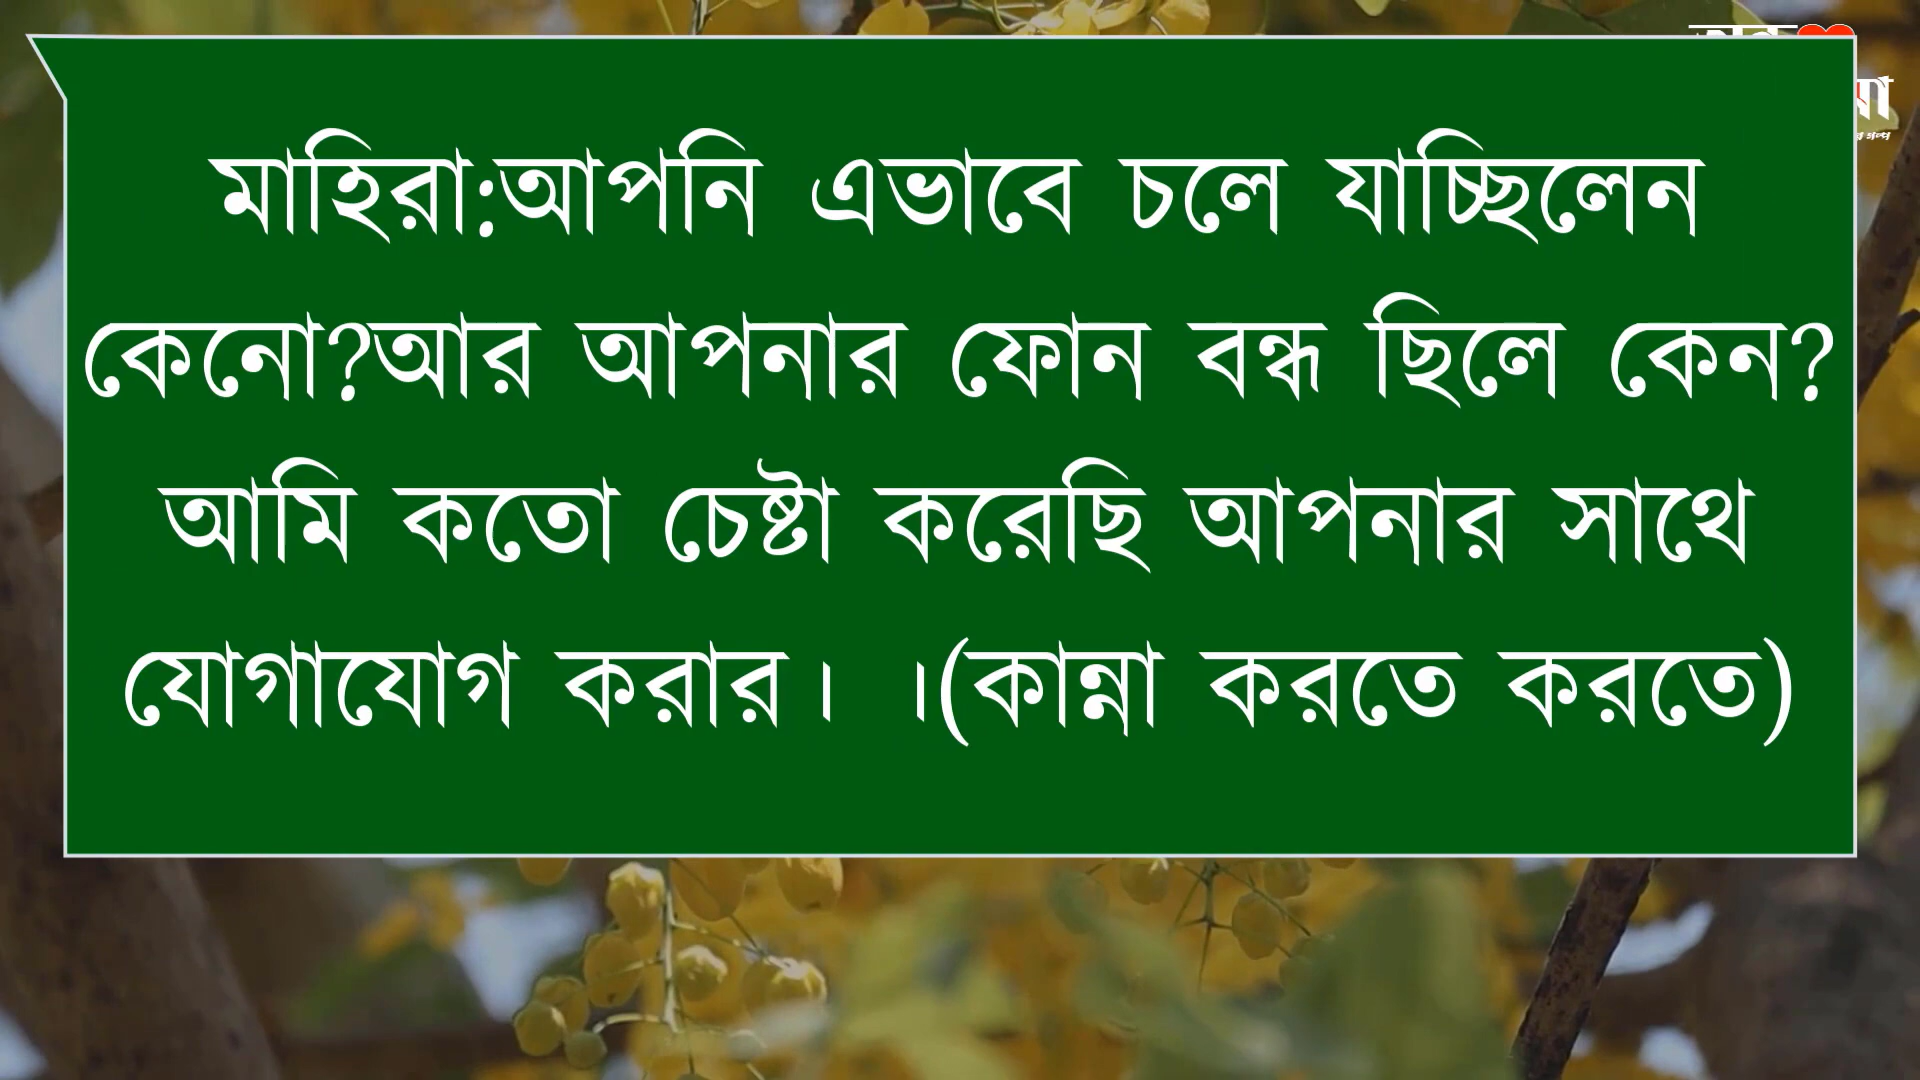 মাহিরা:আপনি এভাবে চলে যাচ্ছিলেন
কেনো?আর আপনার ফোন বন্ধ ছিলে কেন?
আমি কতো চেষ্টা করেছি আপনার সাথে
যোগাযোগ করার। ।(কান্না করতে করতে)